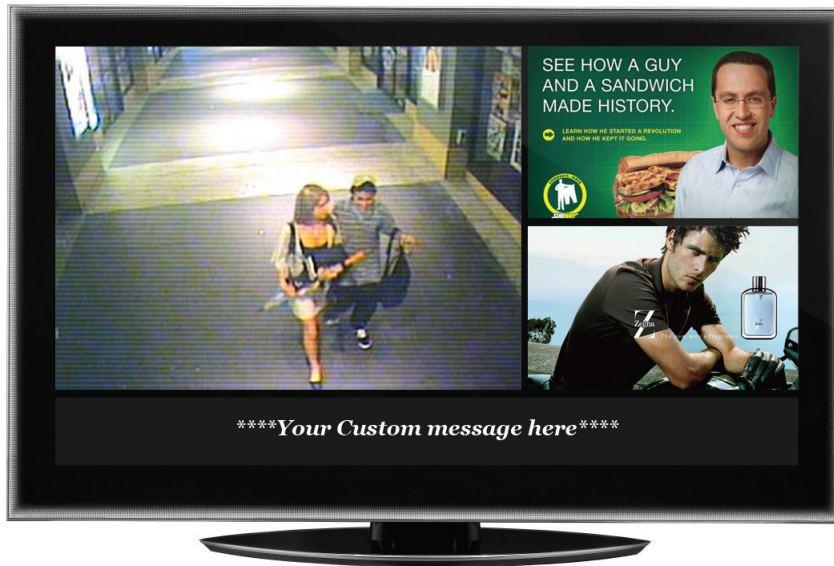 SEE HOW A GUY
AND A SANDWICH
MADE HISTORY.
LEARN HOW HE STARTED A REVOLUTION
AND HOW HE KEPT IT GOING.
SUBWAY
Z
Zegna
****Your Custom message here****